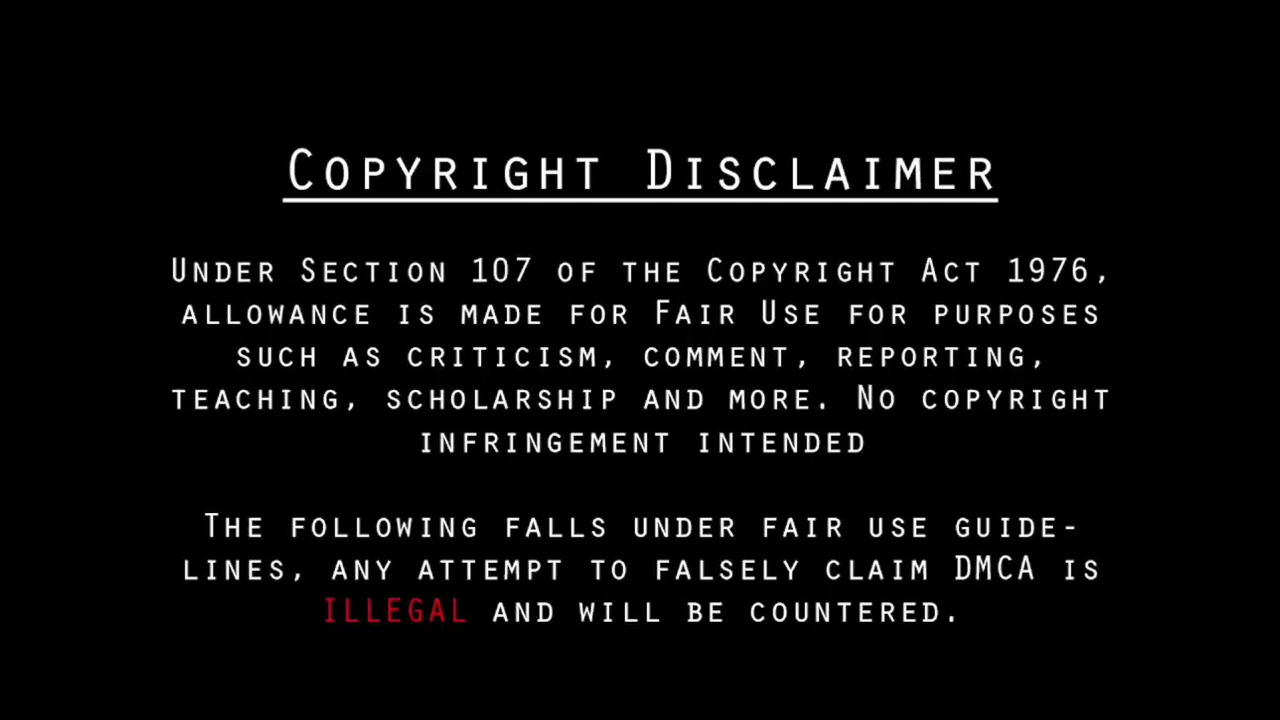 Copyright Disclaimer
Under Section 107 of the Copyright Act 1976,
allowance is made for Fair Use for purposes
such as criticism, comment, reporting,
teaching, scholarship and more. No copyright
infringement intended
The following falls under fair use guide-
lines, any attempt to falsely claim DMCA is
ILLEGAL and will be countered.